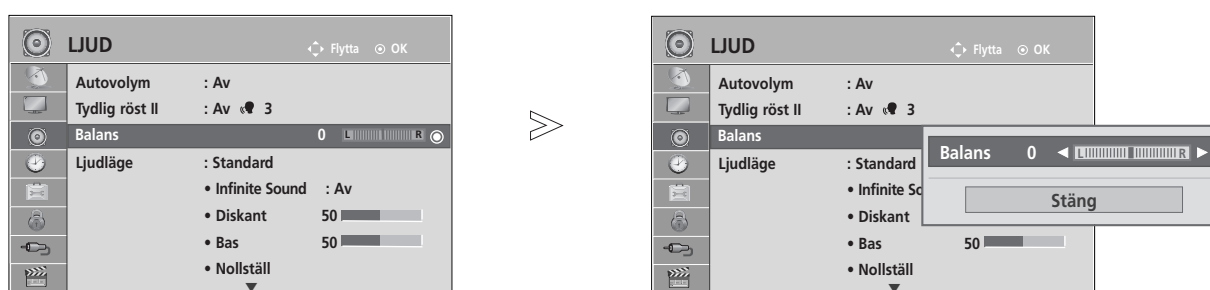 LJUD Flytta OK
Autovolym : Av
Tydlig röst II : Av 3
Balans 0 L R
Ljudläge : Standard
• Infinite Sound : Av
• Diskant 50
• Bas 50
• Nollställ
LJUD Flytta OK
Autovolym : Av
Tydlig röst II : Av 3
Balans
Ljudläge : Standard
• Infinite So
• Diskant
• Bas 50
• Nollställ
Balans 0 L R
Stäng